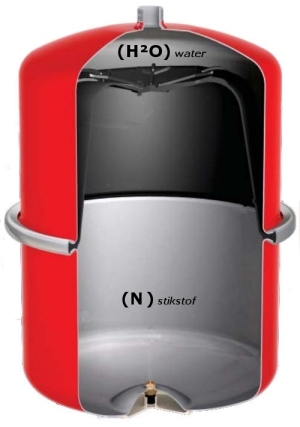 (H²O) water
(N) stikstof